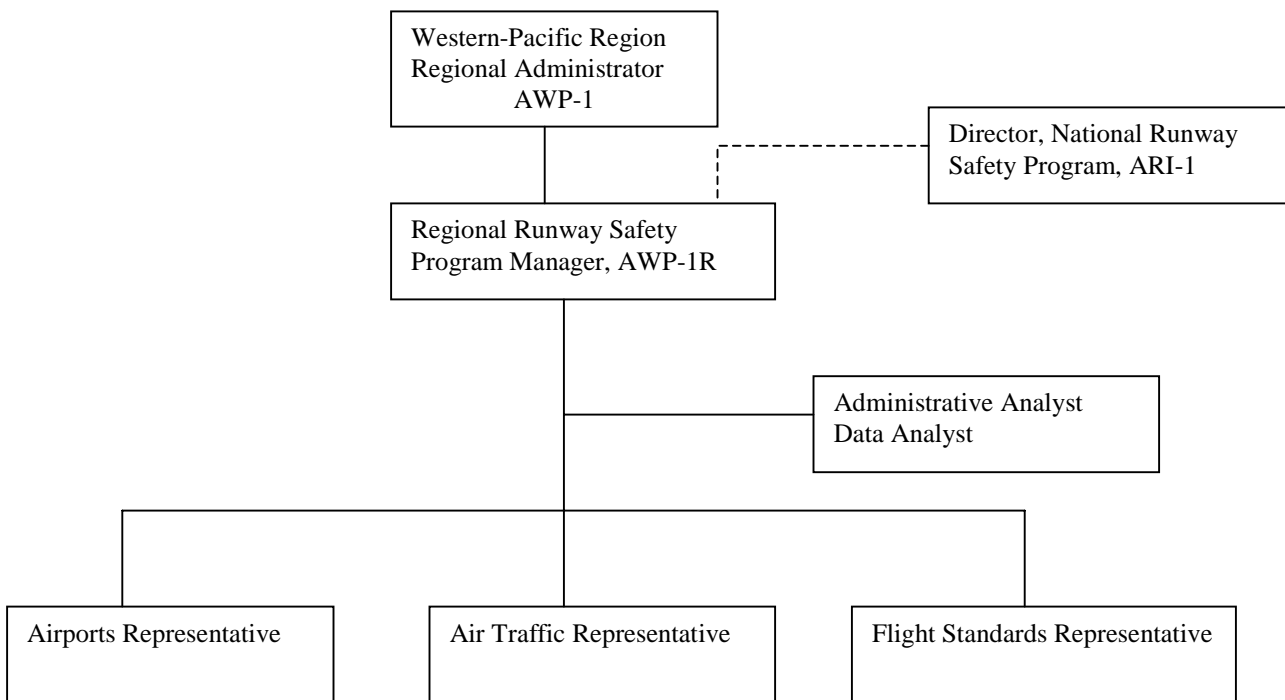 Western-Pacific Region
Regional Administrator
AWP-1
Director, National Runway
Safety Program, ARI-1
Regional Runway Safety
Program Manager, AWP-1R
Administrative Analyst
Data Analyst
Airports Representative
Air Traffic Representative
Flight Standards Representative